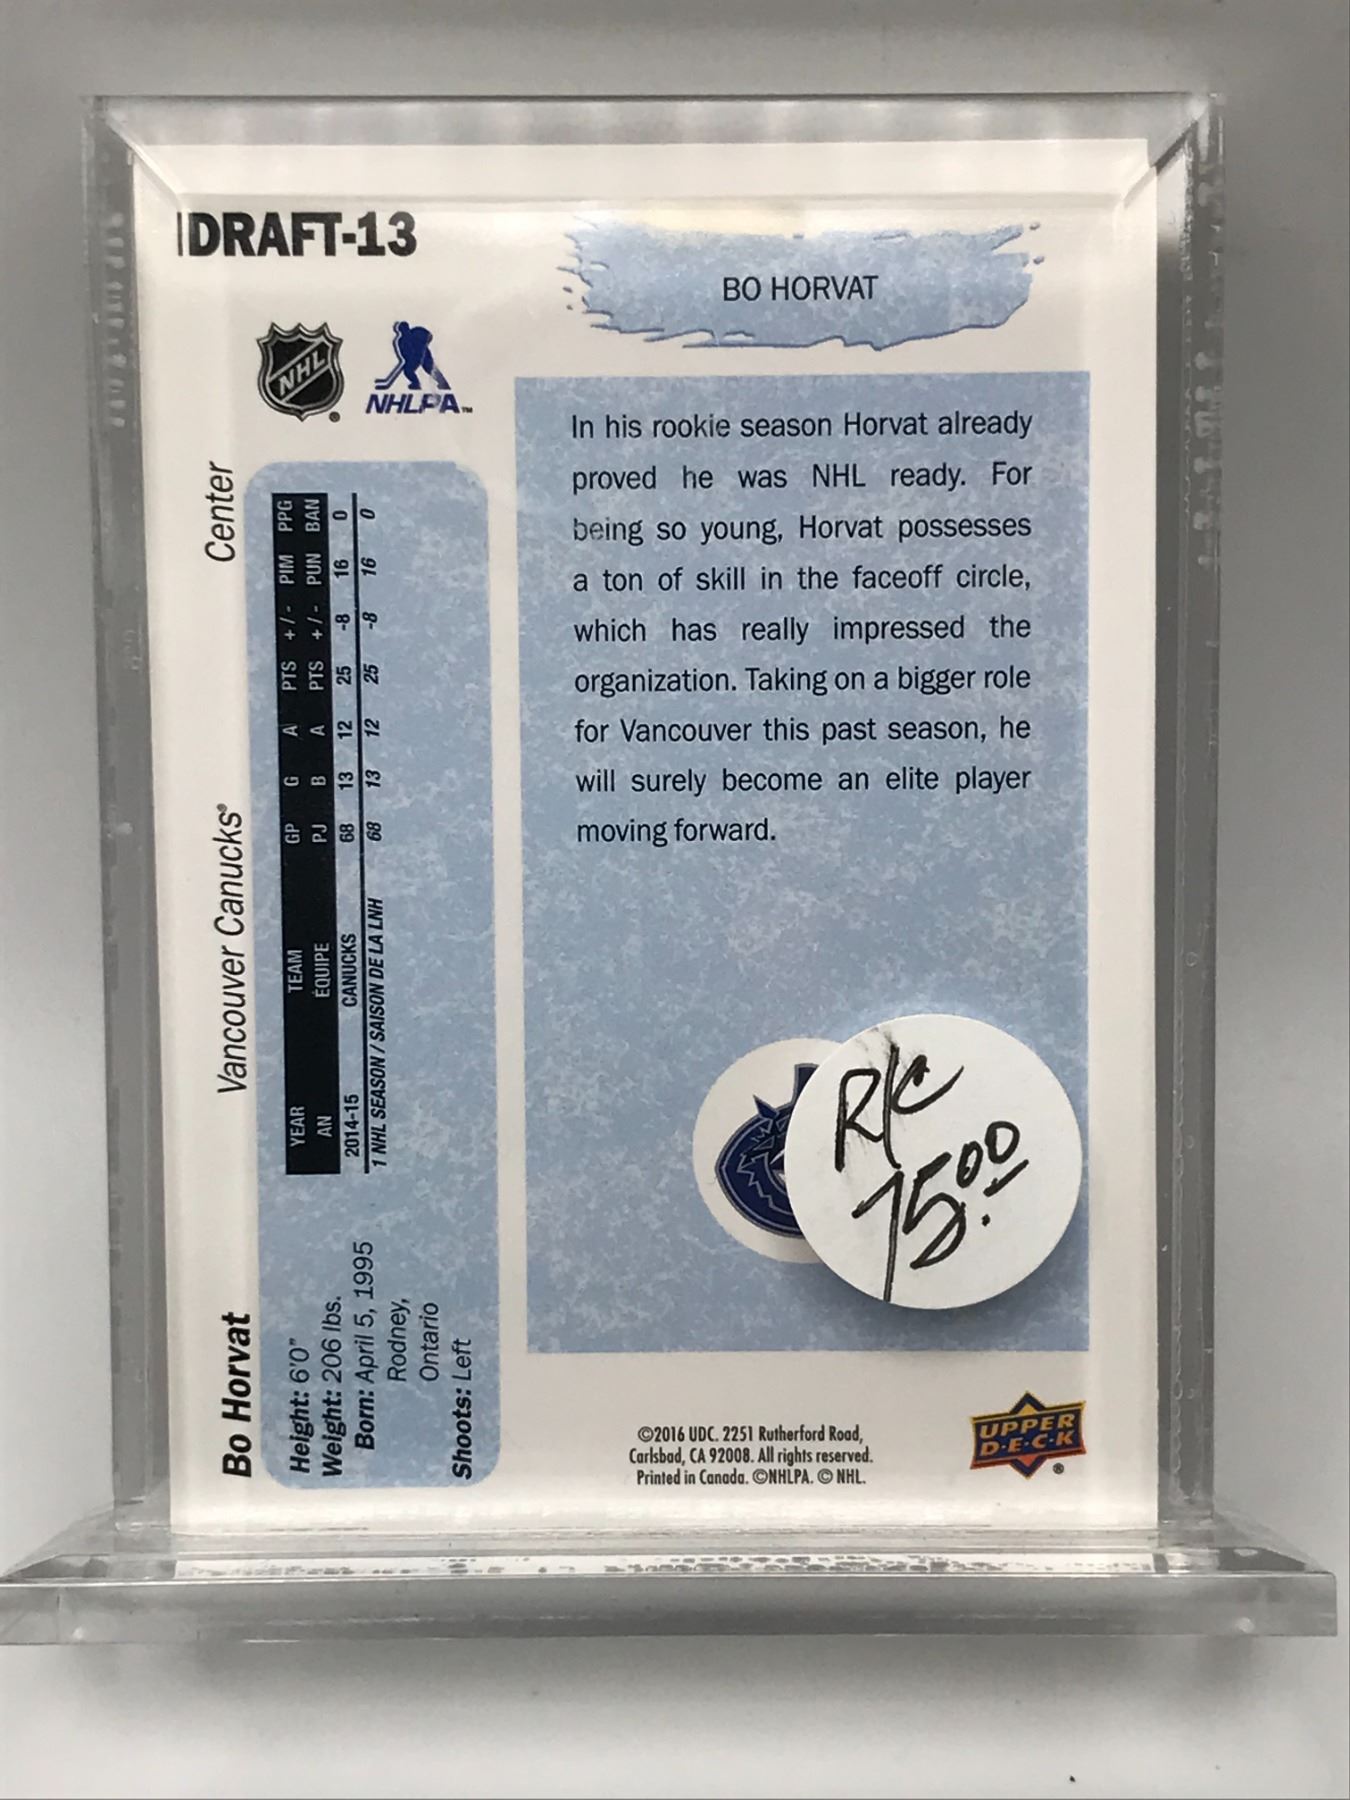 DRAFT-13
BO HORVAT
NHL
®
NHLPA™
In his rookie season Horvat already
proved he was NHL ready. For
being so young, Horvat possesses
a ton of skill in the faceoff circle,
which has really impressed the
organization. Taking on a bigger role
for Vancouver this past season, he
will surely become an elite player
moving forward.
Bo Horvat Vancouver Canucks® Center
Height: 6'0"
Weight: 206 lbs.
Born: April 5, 1995
Rodney,
Ontario
Shoots: Left
YEAR TEAM GP G A PTS +/- PIM PPG
AN ÉQUIPE PJ B A PTS +/- PUN BAN
2014-15 CANUCKS 68 13 12 25 -8 16 0
1 NHL SEASON / SAISON DE LA LNH 68 13 12 25 -8 16 0
R/C
75.00
©2016 UDC. 2251 Rutherford Road,
Carlsbad, CA 92008. All rights reserved.
Printed in Canada. ©NHLPA. © NHL.
UPPER
D·E·C·K
®